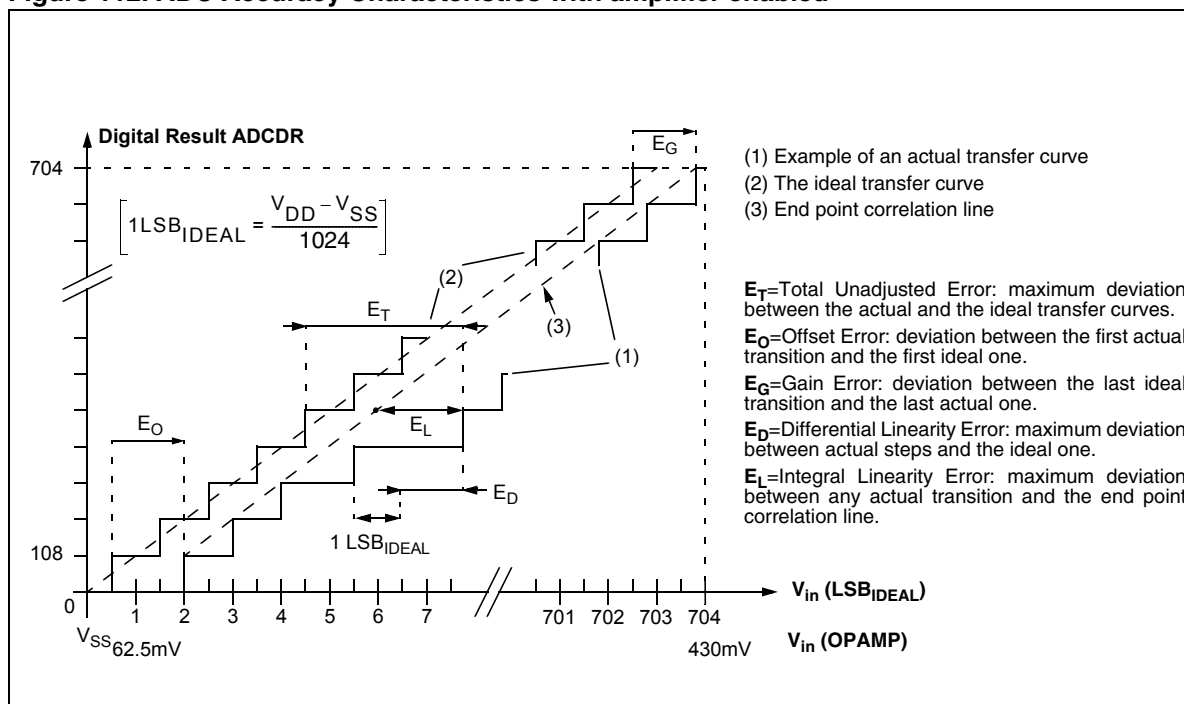 Figure 112. ADC Accuracy Characteristics with amplifier enabled
Digital Result ADCDR
E_G
704
(1) Example of an actual transfer curve
(2) The ideal transfer curve
(3) End point correlation line
1LSB_IDEAL = (V_DD – V_SS) / 1024
(2)
E_T
(3)
(1)
E_T=Total Unadjusted Error: maximum deviation
between the actual and the ideal transfer curves.
E_O=Offset Error: deviation between the first actual
transition and the first ideal one.
E_G=Gain Error: deviation between the last ideal
transition and the last actual one.
E_D=Differential Linearity Error: maximum deviation
between actual steps and the ideal one.
E_L=Integral Linearity Error: maximum deviation
between any actual transition and the end point
correlation line.
E_O
E_L
E_D
1 LSB_IDEAL
108
0
1 2 3 4 5 6 7 701 702 703 704
V_in (LSB_IDEAL)
V_SS
62.5mV
430mV
V_in (OPAMP)